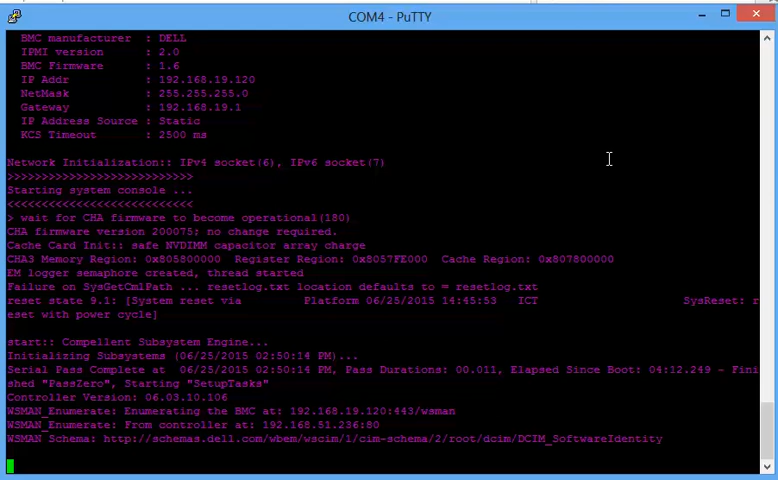 COM4 - PuTTY
BMC manufacturer : DELL
IPMI version : 2.0
BMC Firmware : 1.6
IP Addr : 192.168.19.120
NetMask : 255.255.255.0
Gateway : 192.168.19.1
IP Address Source : Static
KCS Timeout : 2500 ms
Network Initialization:: IPv4 socket(6), IPv6 socket(7)
>>>>>>>>>>>>>>>>>>>>>>>>>>>
Starting system console ...
<<<<<<<<<<<<<<<<<<<<<<<<<<<
> wait for CHA firmware to become operational(180)
CHA firmware version 200075; no change required.
Cache Card Init:: safe NVDIMM capacitor array charge
CHA3 Memory Region: 0x805800000 Register Region: 0x8057FE000 Cache Region: 0x807800000
EM logger semaphore created, thread started
Failure on SysGetCmlPath ... resetlog.txt location defaults to = resetlog.txt
reset state 9.1: [System reset via Platform 06/25/2015 14:45:53 ICT SysReset: r
eset with power cycle]
start:: Compellent Subsystem Engine...
Initializing Subsystems (06/25/2015 02:50:14 PM)...
Serial Pass Complete at 06/25/2015 02:50:14 PM, Pass Durations: 00.011, Elapsed Since Boot: 04:12.249 - Fini
shed "PassZero", Starting "SetupTasks"
Controller Version: 06.03.10.106
WSMAN_Enumerate: Enumerating the BMC at: 192.168.19.120:443/wsman
WSMAN_Enumerate: From controller at: 192.168.51.236:80
WSMAN Schema: http://schemas.dell.com/wbem/wscim/1/cim-schema/2/root/dcim/DCIM_SoftwareIdentity